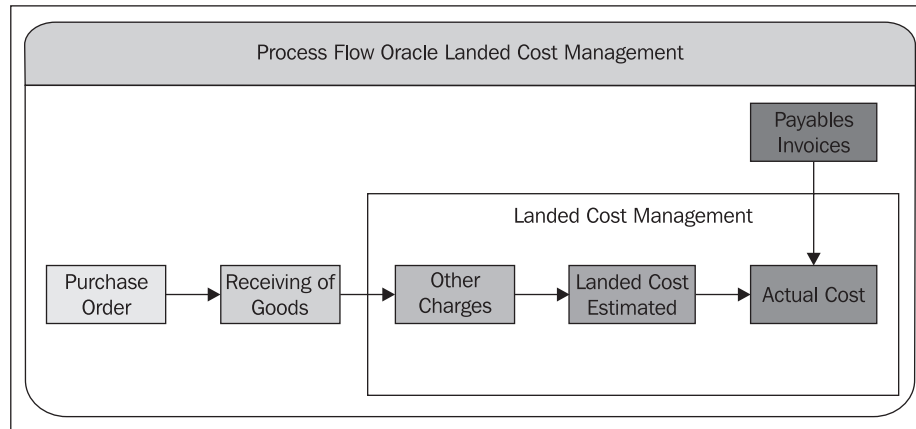 Process Flow Oracle Landed Cost Management
Payables
Invoices
Landed Cost Management
Purchase
Order
Receiving of
Goods
Other
Charges
Landed Cost
Estimated
Actual Cost